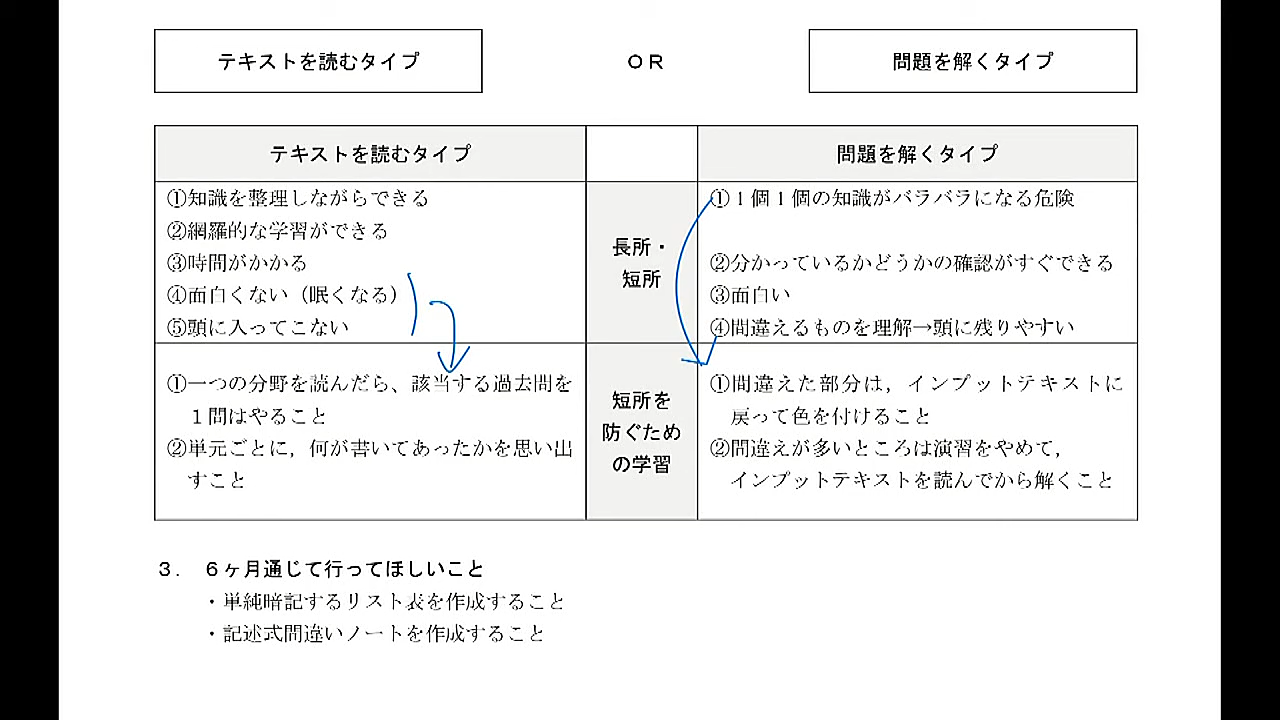 テキストを読むタイプ
ＯＲ
問題を解くタイプ
テキストを読むタイプ
問題を解くタイプ
①知識を整理しながらできる
②網羅的な学習ができる
③時間がかかる
④面白くない（眠くなる）
⑤頭に入ってこない
長所・
短所
①１個１個の知識がバラバラになる危険
②分かっているかどうかの確認がすぐできる
③面白い
④間違えるものを理解→頭に残りやすい
①一つの分野を読んだら、該当する過去問を
１問はやること
②単元ごとに，何が書いてあったかを思い出
すこと
短所を
防ぐため
の学習
①間違えた部分は，インプットテキストに
戻って色を付けること
②間違えが多いところは演習をやめて，
インプットテキストを読んでから解くこと
３．　６ヶ月通じて行ってほしいこと
・単純暗記するリスト表を作成すること
・記述式間違いノートを作成すること